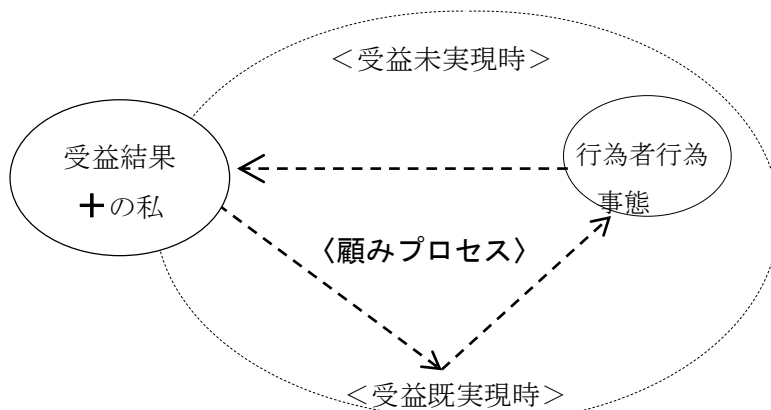 ＜受益未実現時＞
受益結果
＋の私
行為者行為
事態
〈顧みプロセス〉
＜受益既実現時＞